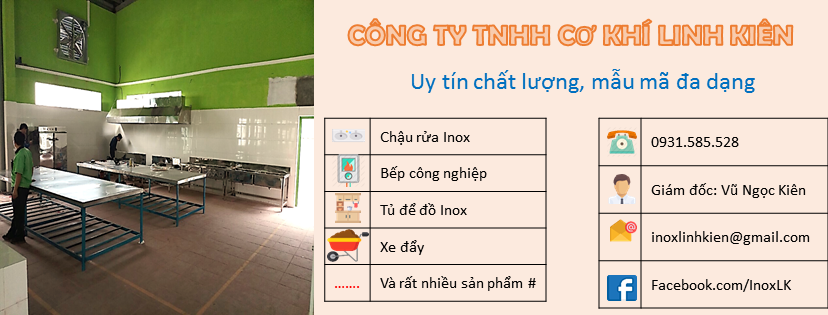 CÔNG TY TNHH CƠ KHÍ LINH KIÊN
Uy tín chất lượng, mẫu mã đa dạng
Chậu rửa Inox
Bếp công nghiệp
Tủ để đồ Inox
Xe đẩy
....... Và rất nhiều sản phẩm #
0931.585.528
Giám đốc: Vũ Ngọc Kiên
inoxlinhkien@gmail.com
Facebook.com/InoxLK